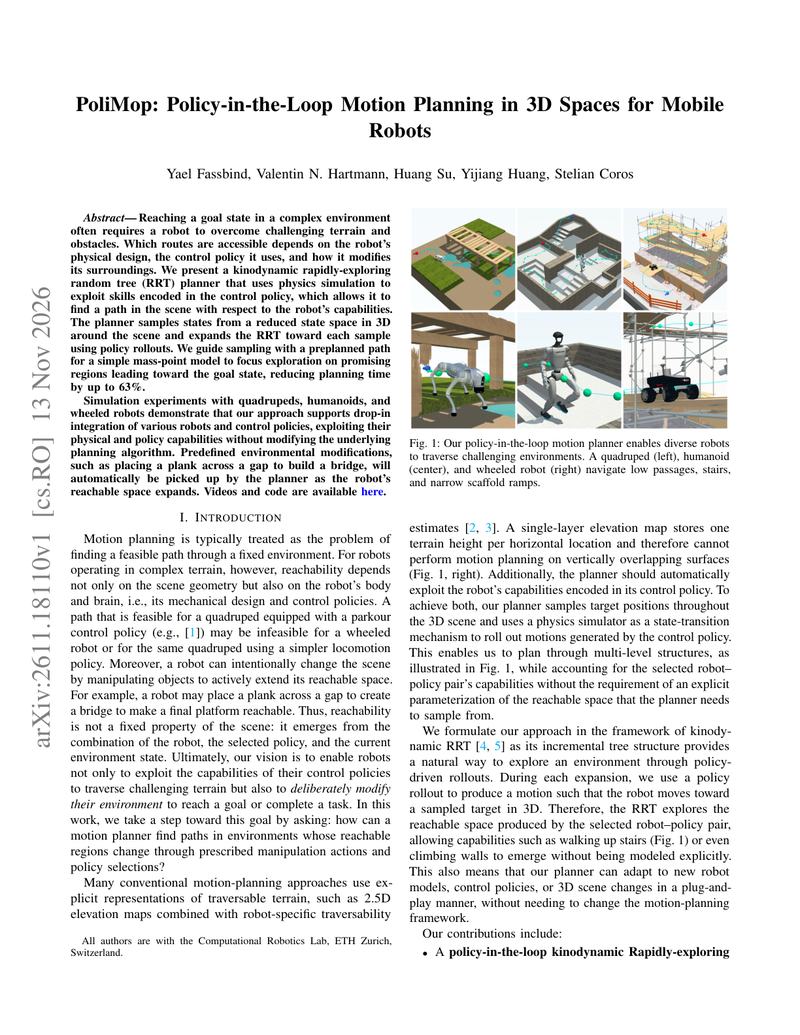 PoliMop: Policy-in-the-Loop Motion Planning in 3D Spaces for Mobile
Robots
Yael Fassbind, Valentin N. Hartmann, Huang Su, Yijiang Huang, Stelian Coros
arXiv:2611.18110v1 [cs.RO] 13 Nov 2026
Abstract—Reaching a goal state in a complex environment
often requires a robot to overcome challenging terrain and
obstacles. Which routes are accessible depends on the robot's
physical design, the control policy it uses, and how it modifies
its surroundings. We present a kinodynamic rapidly-exploring
random tree (RRT) planner that uses physics simulation to
exploit skills encoded in the control policy, which allows it to
find a path in the scene with respect to the robot's capabilities.
The planner samples states from a reduced state space in 3D
around the scene and expands the RRT toward each sample
using policy rollouts. We guide sampling with a preplanned path
for a simple mass-point model to focus exploration on promising
regions leading toward the goal state, reducing planning time
by up to 63%.
Simulation experiments with quadrupeds, humanoids, and
wheeled robots demonstrate that our approach supports drop-in
integration of various robots and control policies, exploiting their
physical and policy capabilities without modifying the underlying
planning algorithm. Predefined environmental modifications,
such as placing a plank across a gap to build a bridge, will
automatically be picked up by the planner as the robot's
reachable space expands. Videos and code are available here.
I. INTRODUCTION
Motion planning is typically treated as the problem of
finding a feasible path through a fixed environment. For robots
operating in complex terrain, however, reachability depends
not only on the scene geometry but also on the robot's body
and brain, i.e., its mechanical design and control policies. A
path that is feasible for a quadruped equipped with a parkour
control policy (e.g., [1]) may be infeasible for a wheeled
robot or for the same quadruped using a simpler locomotion
policy. Moreover, a robot can intentionally change the scene
by manipulating objects to actively extend its reachable space.
For example, a robot may place a plank across a gap to create
a bridge to make a final platform reachable. Thus, reachability
is not a fixed property of the scene: it emerges from the
combination of the robot, the selected policy, and the current
environment state. Ultimately, our vision is to enable robots
not only to exploit the capabilities of their control policies
to traverse challenging terrain but also to deliberately modify
their environment to reach a goal or complete a task. In this
work, we take a step toward this goal by asking: how can a
motion planner find paths in environments whose reachable
regions change through prescribed manipulation actions and
policy selections?
Many conventional motion-planning approaches use ex-
plicit representations of traversable terrain, such as 2.5D
elevation maps combined with robot-specific traversability
All authors are with the Computational Robotics Lab, ETH Zurich,
Switzerland.
Fig. 1: Our policy-in-the-loop motion planner enables diverse robots
to traverse challenging environments. A quadruped (left), humanoid
(center), and wheeled robot (right) navigate low passages, stairs,
and narrow scaffold ramps.
estimates [2, 3]. A single-layer elevation map stores one
terrain height per horizontal location and therefore cannot
perform motion planning on vertically overlapping surfaces
(Fig. 1, right). Additionally, the planner should automatically
exploit the robot's capabilities encoded in its control policy. To
achieve both, our planner samples target positions throughout
the 3D scene and uses a physics simulator as a state-transition
mechanism to roll out motions generated by the control policy.
This enables us to plan through multi-level structures, as
illustrated in Fig. 1, while accounting for the selected robot–
policy pair's capabilities without the requirement of an explicit
parameterization of the reachable space that the planner needs
to sample from.
We formulate our approach in the framework of kinody-
namic RRT [4, 5] as its incremental tree structure provides
a natural way to explore an environment through policy-
driven rollouts. During each expansion, we use a policy
rollout to produce a motion such that the robot moves toward
a sampled target in 3D. Therefore, the RRT explores the
reachable space produced by the selected robot–policy pair,
allowing capabilities such as walking up stairs (Fig. 1) or even
climbing walls to emerge without being modeled explicitly.
This also means that our planner can adapt to new robot
models, control policies, or 3D scene changes in a plug-and-
play manner, without needing to change the motion-planning
framework.
Our contributions include:
• A policy-in-the-loop kinodynamic Rapidly-exploring